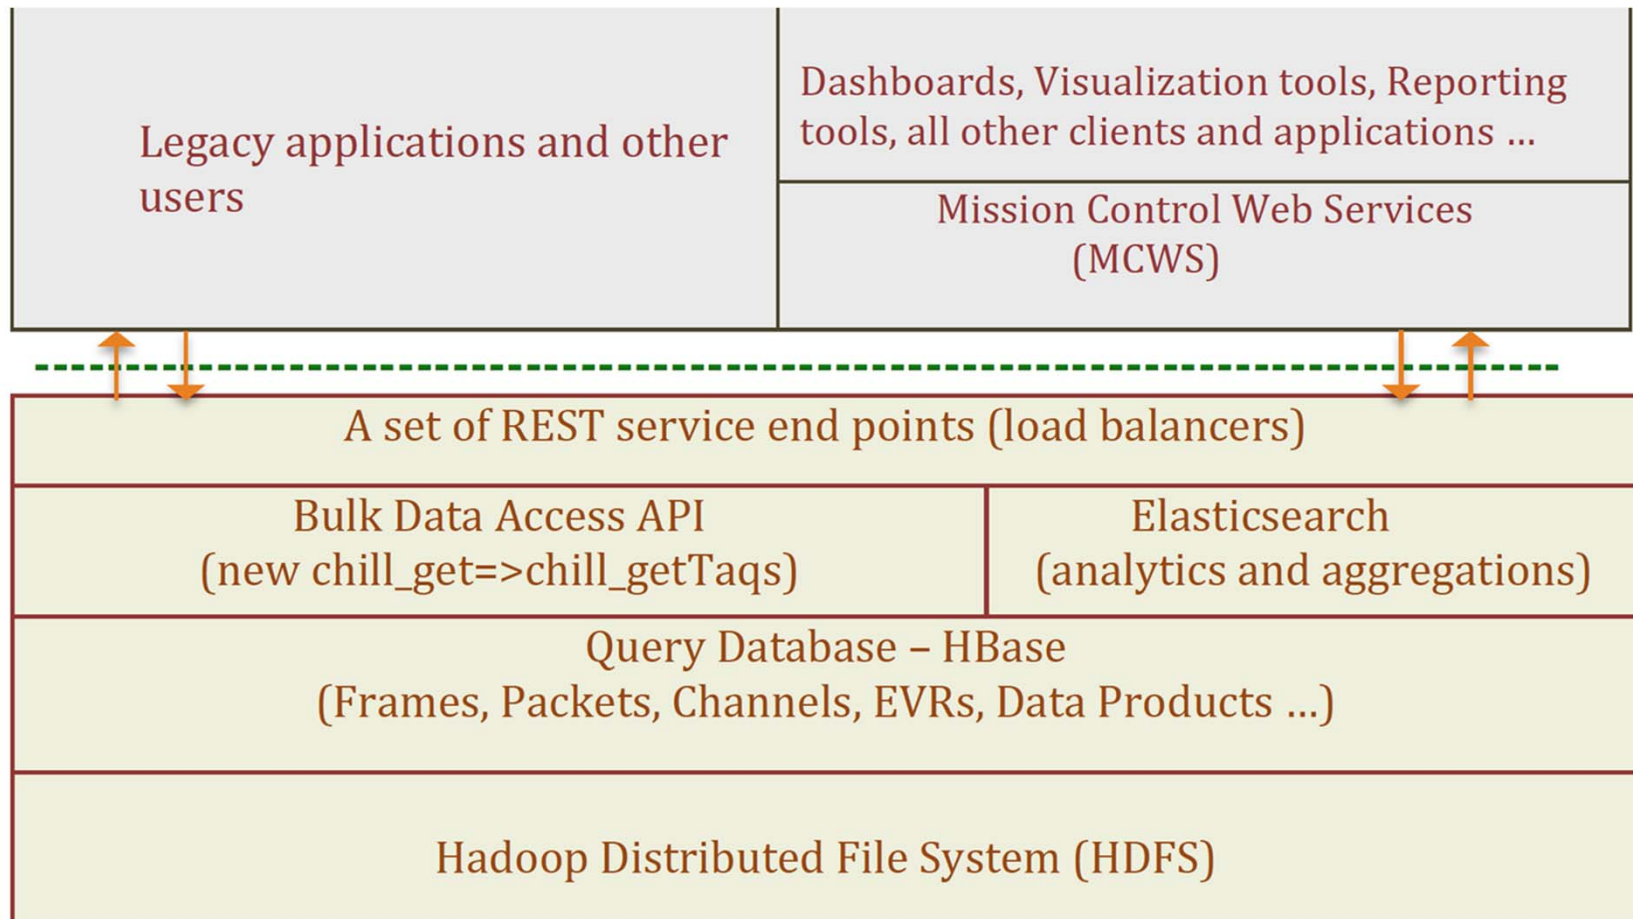 Legacy applications and other
users
Dashboards, Visualization tools, Reporting
tools, all other clients and applications ...
Mission Control Web Services
(MCWS)
A set of REST service end points (load balancers)
Bulk Data Access API
(new chill_get=>chill_getTaqs)
Elasticsearch
(analytics and aggregations)
Query Database – HBase
(Frames, Packets, Channels, EVRs, Data Products ...)
Hadoop Distributed File System (HDFS)